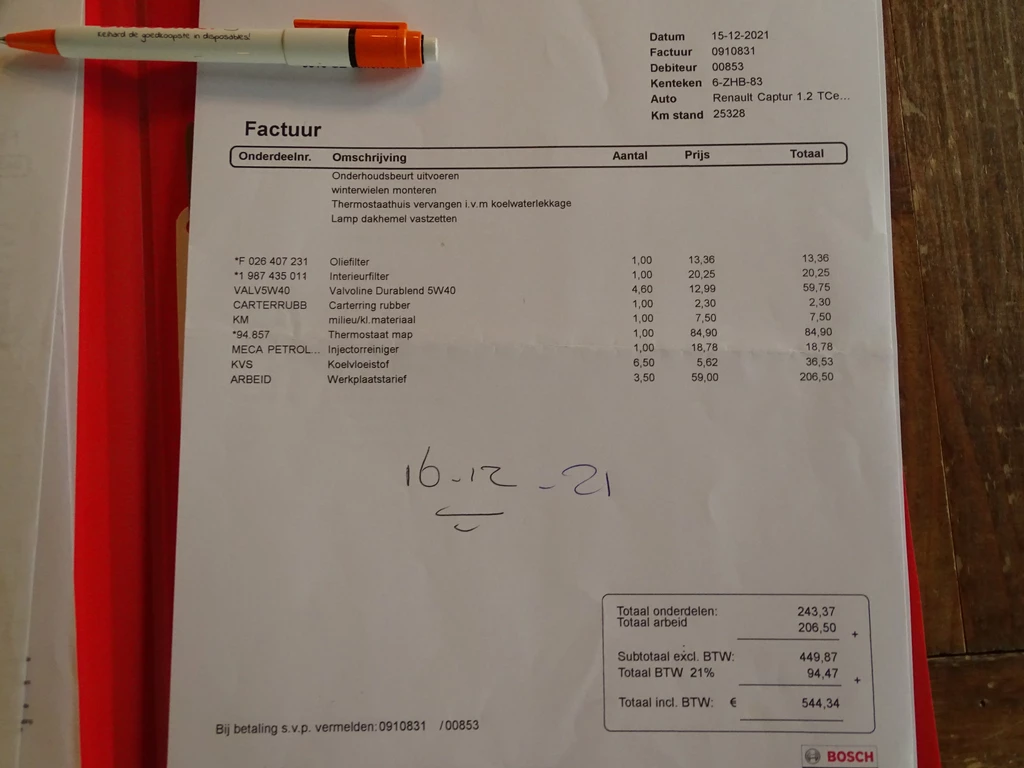 Keihard de goedkoopste in disposables!
Datum 15-12-2021
Factuur 0910831
Debiteur 00853
Kenteken 6-ZHB-83
Auto Renault Captur 1.2 TCe...
Km stand 25328
Factuur
Onderdeelnr. Omschrijving Aantal Prijs Totaal
Onderhoudsbeurt uitvoeren
winterwielen monteren
Thermostaathuis vervangen i.v.m koelwaterlekkage
Lamp dakhemel vastzetten
*F 026 407 231 Oliefilter 1,00 13,36 13,36
*1 987 435 011 Interieurfilter 1,00 20,25 20,25
VALV5W40 Valvoline Durablend 5W40 4,60 12,99 59,75
CARTERRUBB Carterring rubber 1,00 2,30 2,30
KM milieu/kl.materiaal 1,00 7,50 7,50
*94.857 Thermostaat map 1,00 84,90 84,90
MECA PETROL... Injectorreiniger 1,00 18,78 18,78
KVS Koelvloeistof 6,50 5,62 36,53
ARBEID Werkplaatstarief 3,50 59,00 206,50
16-12-21
Totaal onderdelen: 243,37
Totaal arbeid 206,50 +
Subtotaal excl. BTW: 449,87
Totaal BTW 21% 94,47 +
Totaal incl. BTW: € 544,34
Bij betaling s.v.p. vermelden: 0910831 /00853
BOSCH